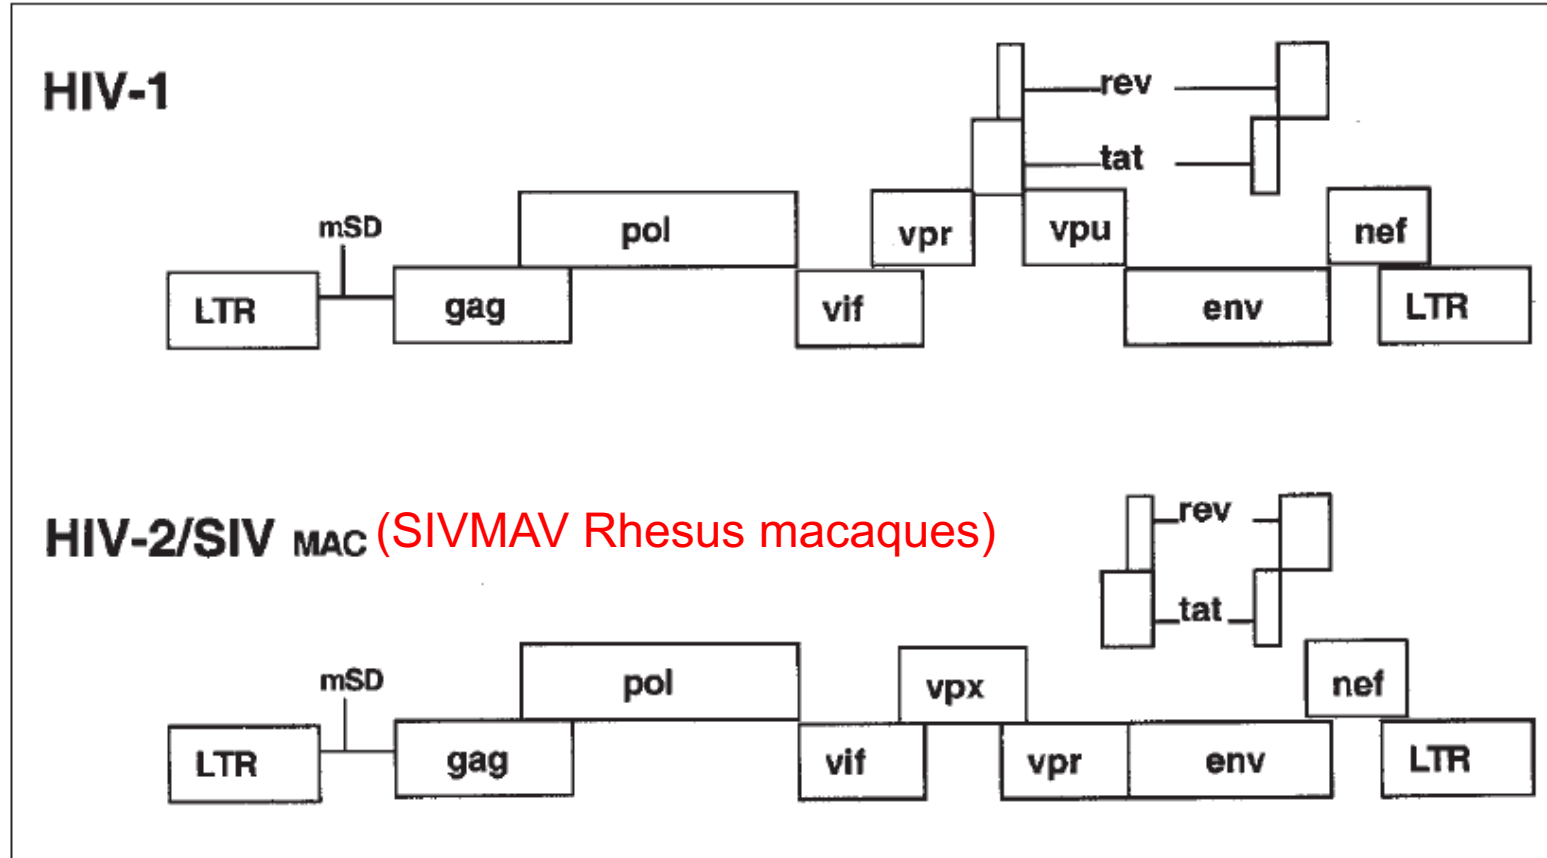 HIV-1
rev
tat
mSD
pol
vpr
vpu
nef
LTR
gag
vif
env
LTR
HIV-2/SIV MAC (SIVMAV Rhesus macaques)
rev
tat
mSD
pol
vpx
nef
LTR
gag
vif
vpr
env
LTR